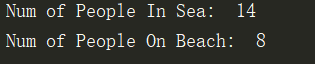 Num of People In Sea:  14
Num of People On Beach:  8